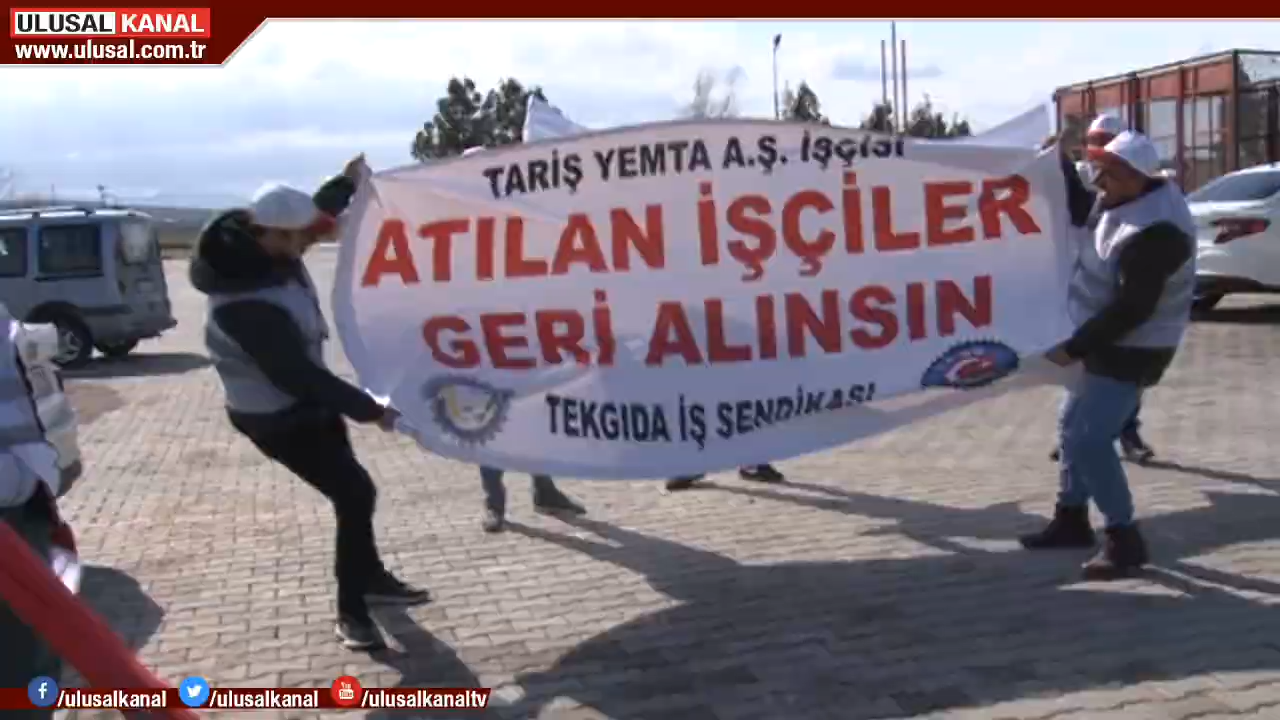 ULUSAL KANAL
www.ulusal.com.tr
TARİŞ YEMTA A.Ş. İŞÇİSİ
ATILAN İŞÇİLER
GERİ ALINSIN
TEKGIDA İŞ SENDİKASI
/ulusalkanal /ulusalkanal /ulusalkanaltv